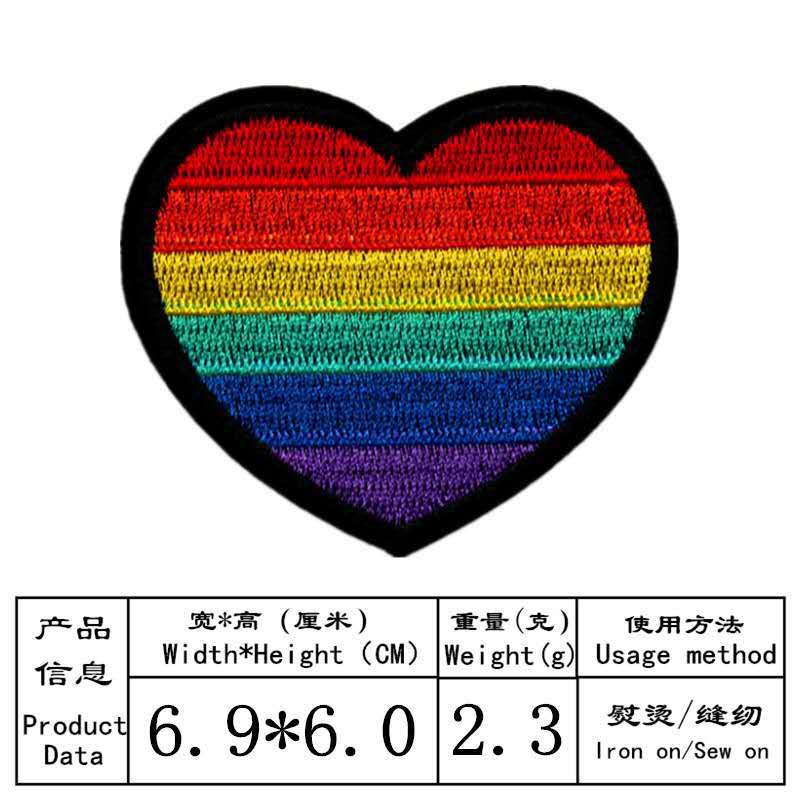 产品
信息
Product
Data
宽*高 (厘米)
Width*Height (CM)
6.9*6.0
重量(克)
Weight(g)
2.3
使用方法
Usage method
熨烫/缝纫
Iron on/Sew on